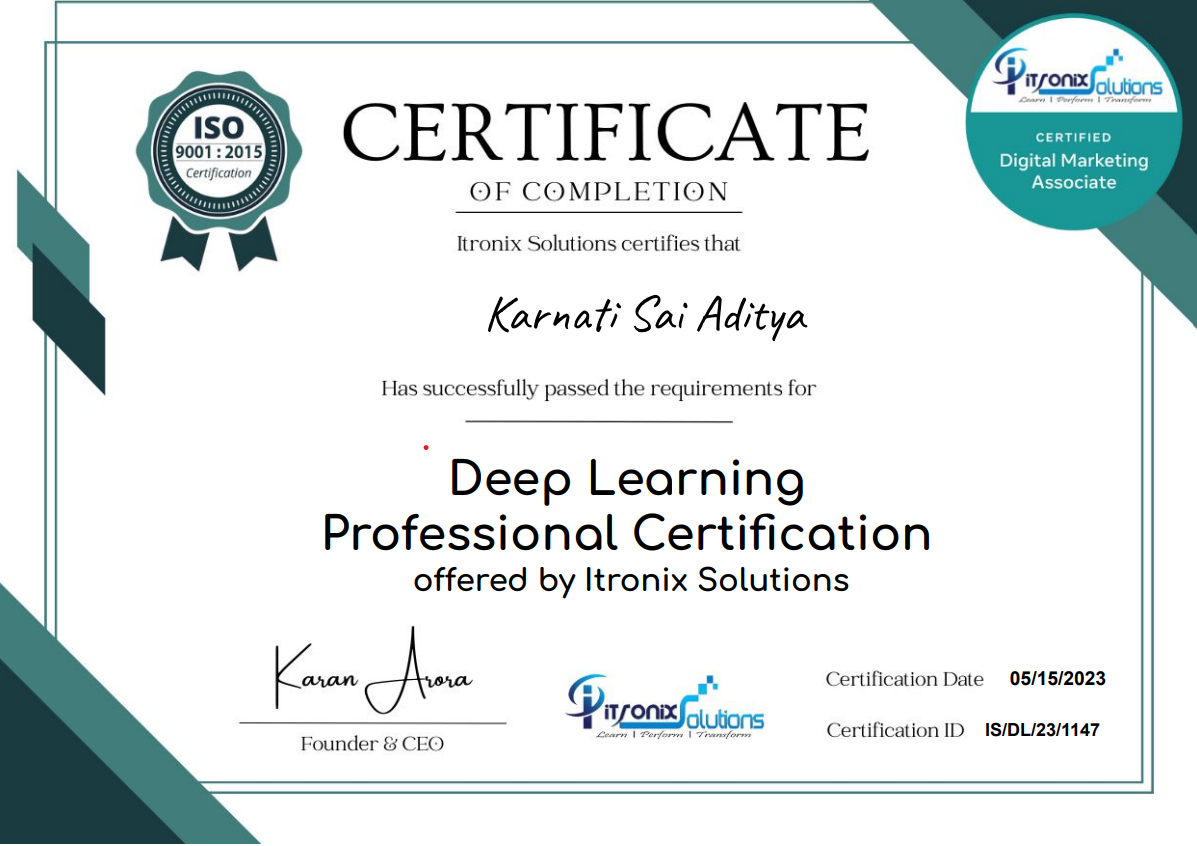 ISO
9001 : 2015
Certification
CERTIFICATE
OF COMPLETION
itronix Solutions
Learn | Perform | Transform
CERTIFIED
Digital Marketing
Associate
Itronix Solutions certifies that
Karnati Sai Aditya
Has successfully passed the requirements for
Deep Learning
Professional Certification
offered by Itronix Solutions
Karan Arora
Founder & CEO
itronix Solutions
Learn | Perform | Transform
Certification Date 05/15/2023
Certification ID IS/DL/23/1147